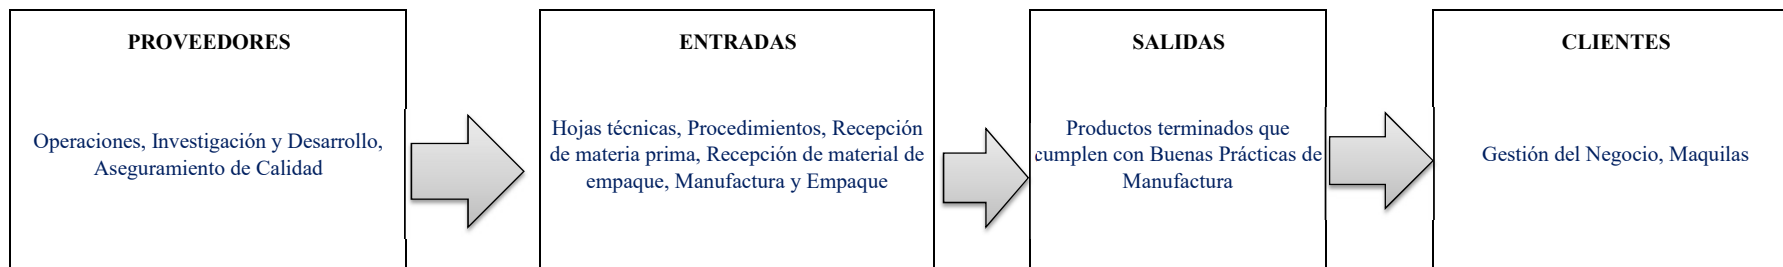 PROVEEDORES
Operaciones, Investigación y Desarrollo,
Aseguramiento de Calidad
ENTRADAS
Hojas técnicas, Procedimientos, Recepción
de materia prima, Recepción de material de
empaque, Manufactura y Empaque
SALIDAS
Productos terminados que
cumplen con Buenas Prácticas de
Manufactura
CLIENTES
Gestión del Negocio, Maquilas